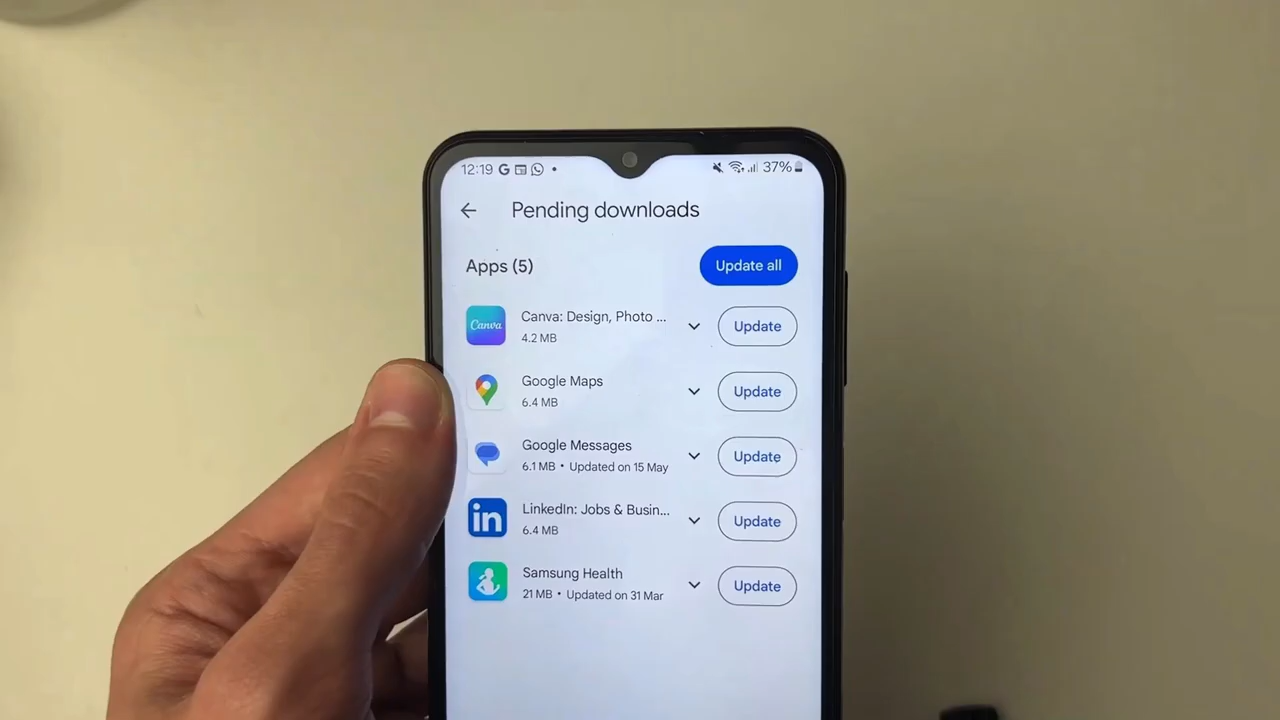 12:19 G 37%
Pending downloads
Apps (5) Update all
Canva Canva: Design, Photo ... Update
4.2 MB
Google Maps Update
6.4 MB
Google Messages Update
6.1 MB • Updated on 15 May
in LinkedIn: Jobs & Busin... Update
6.4 MB
Samsung Health Update
21 MB • Updated on 31 Mar